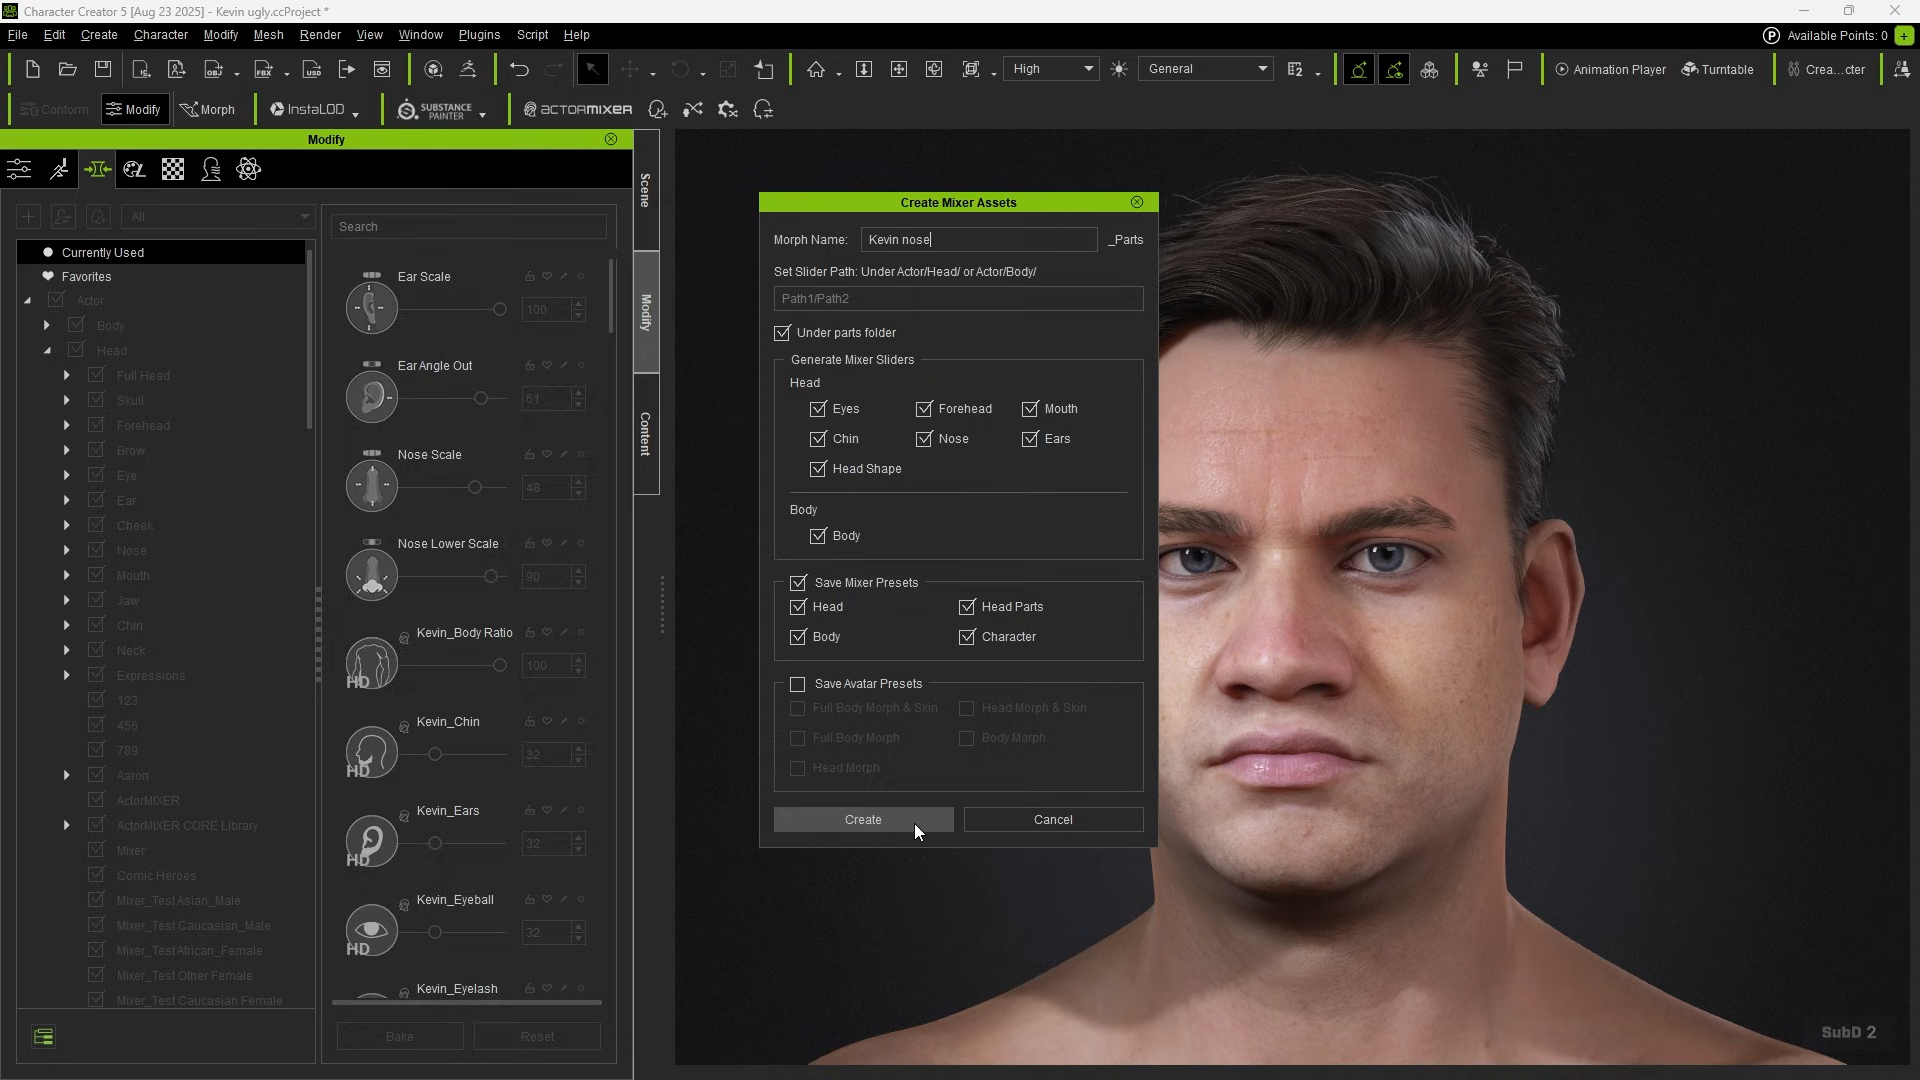 Character Creator 5 [Aug 23 2025] - Kevin ugly.ccProject *
File Edit Create Character Modify Mesh Render View Window Plugins Script Help
Available Points: 0
High General Animation Player Turntable Crea...cter
Conform Modify Morph InstaLOD SUBSTANCE PAINTER ACTORMIXER
Modify
All
Search
Currently Used
Favorites
Actor
Body
Head
Full Head
Skull
Forehead
Brow
Eye
Ear
Cheek
Nose
Mouth
Jaw
Chin
Neck
Expressions
123
456
789
Aaron
ActorMIXER
ActorMIXER CORE Library
Mixer
Comic Heroes
Mixer_TestAsian_Male
Mixer_Test Caucasian_Male
Mixer_TestAfrican_Female
Mixer_Test Other Female
Mixer_Test Caucasian Female
Ear Scale
100
Ear Angle Out
51
Nose Scale
48
Nose Lower Scale
90
Kevin_Body Ratio
HD
100
Kevin_Chin
HD
32
Kevin_Ears
HD
32
Kevin_Eyeball
HD
32
Kevin_Eyelash
Bake Reset
Scene
Modify
Content
Create Mixer Assets
Morph Name: Kevin nose _Parts
Set Slider Path: Under Actor/Head/ or Actor/Body/
Path1/Path2
Under parts folder
Generate Mixer Sliders
Head
Eyes Forehead Mouth
Chin Nose Ears
Head Shape
Body
Body
Save Mixer Presets
Head Head Parts
Body Character
Save Avatar Presets
Full Body Morph & Skin Head Morph & Skin
Full Body Morph Body Morph
Head Morph
Create Cancel
SubD 2